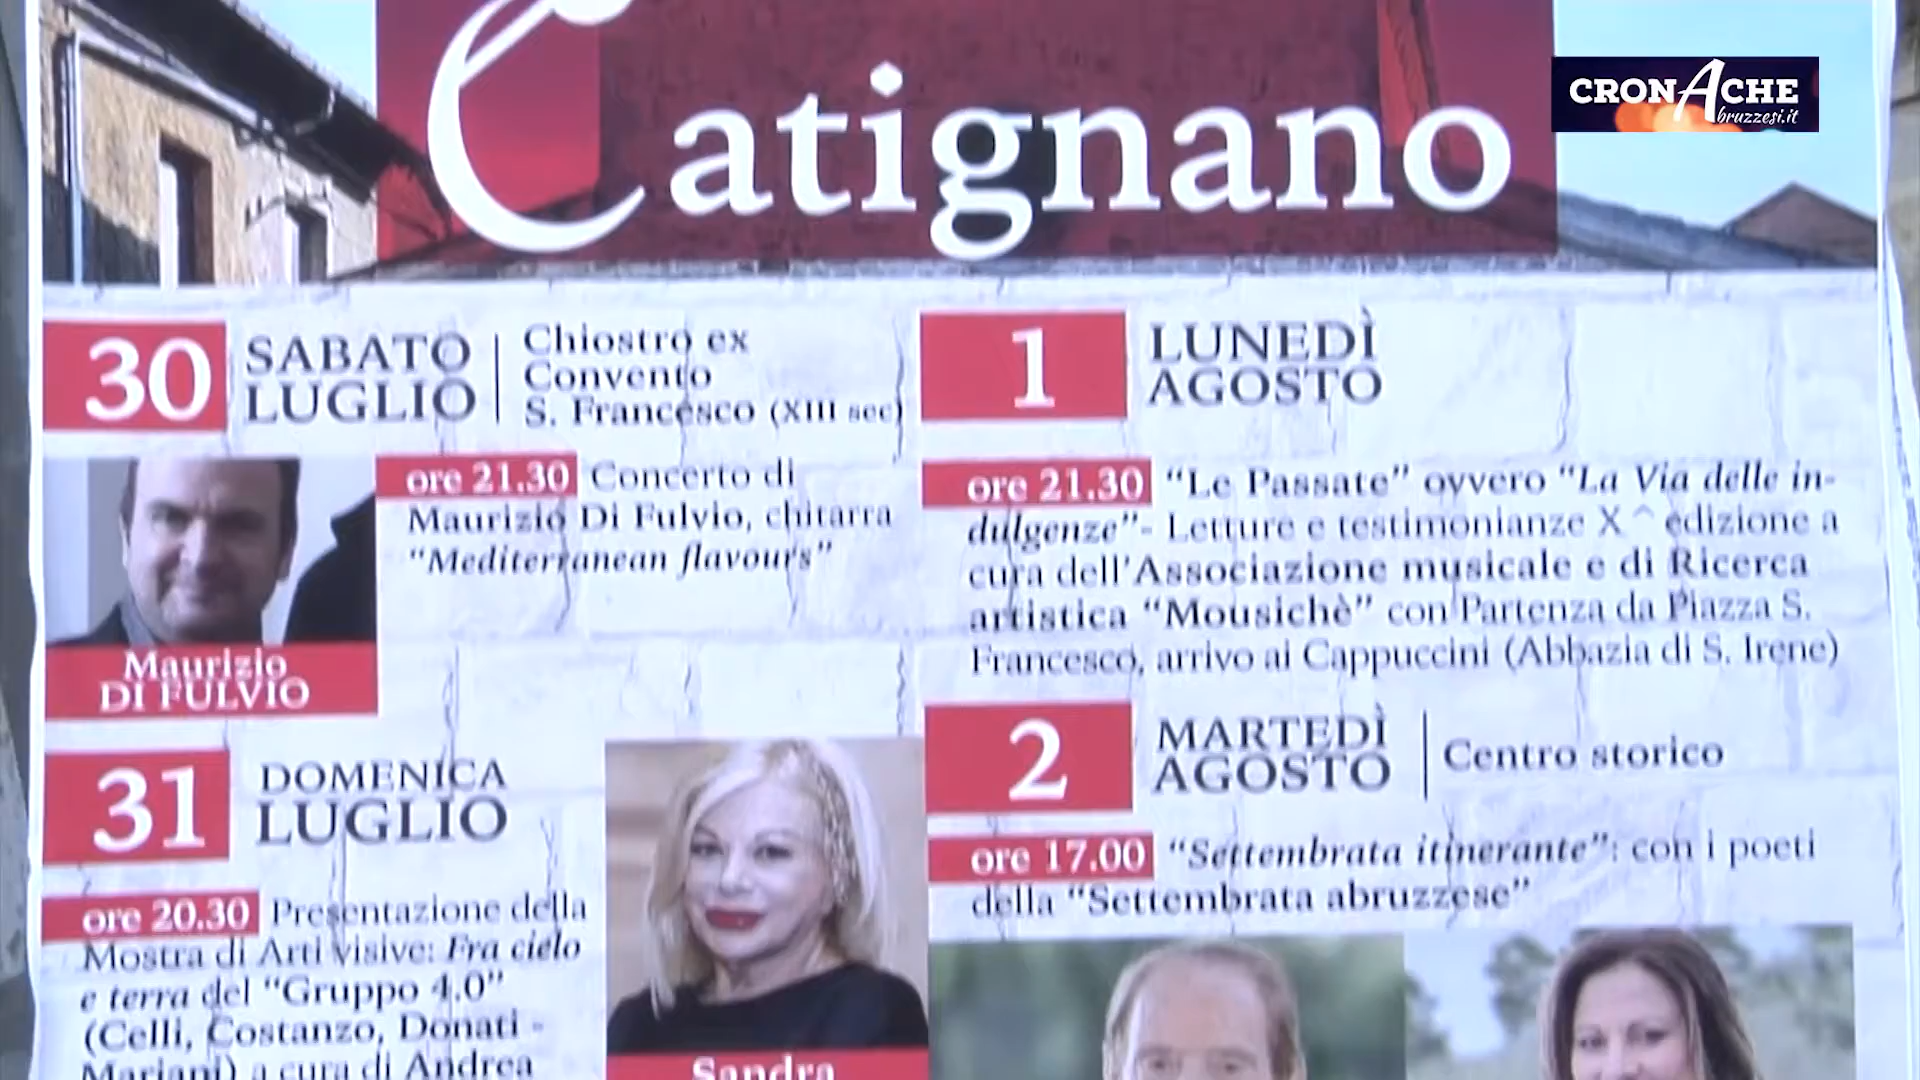 Catignano
CRONACHE
Abruzzesi.it
30 SABATO
LUGLIO
Chiostro ex
Convento
S. Francesco (XIII sec)
ore 21.30 Concerto di
Maurizio Di Fulvio, chitarra
“Mediterranean flavours”
Maurizio
DI FULVIO
31 DOMENICA
LUGLIO
ore 20.30 Presentazione della
Mostra di Arti visive: Fra cielo
e terra del “Gruppo 4.0”
(Celli, Costanzo, Donati -
Mariani) a cura di Andrea
Sandra
1 LUNEDÌ
AGOSTO
ore 21.30 “Le Passate” ovvero “La Via delle in-
dulgenze”- Letture e testimonianze X^ edizione a
cura dell’Associazione musicale e di Ricerca
artistica “Mousichè” con Partenza da Piazza S.
Francesco, arrivo ai Cappuccini (Abbazia di S. Irene)
2 MARTEDÌ
AGOSTO
Centro storico
ore 17.00 “Settembrata itinerante”: con i poeti
della “Settembrata abruzzese”